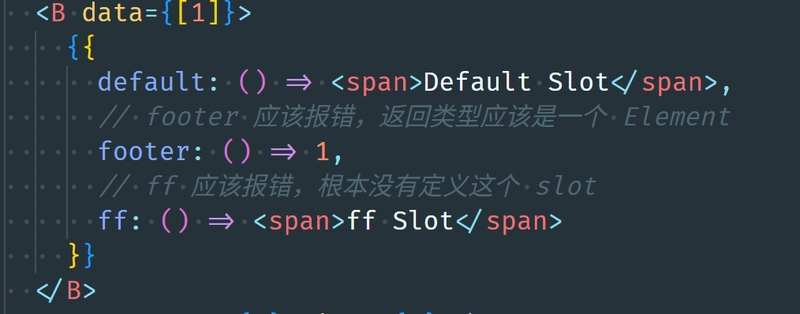 <B data={[1]}>
{{
default: () => <span>Default Slot</span>,
// footer 应该报错，返回类型应该是一个 Element
footer: () => 1,
// ff 应该报错，根本没有定义这个 slot
ff: () => <span>ff Slot</span>
}}
</B>